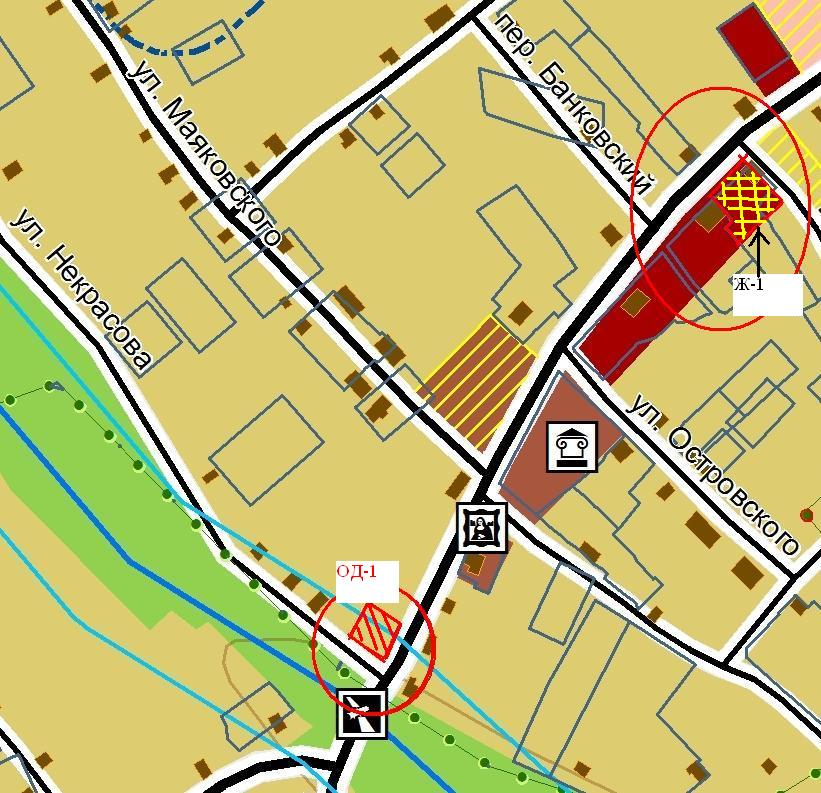 пер. Банковский
ул. Маяковского
ул. Некрасова
Ж-1
ул. Островского
ОД-1